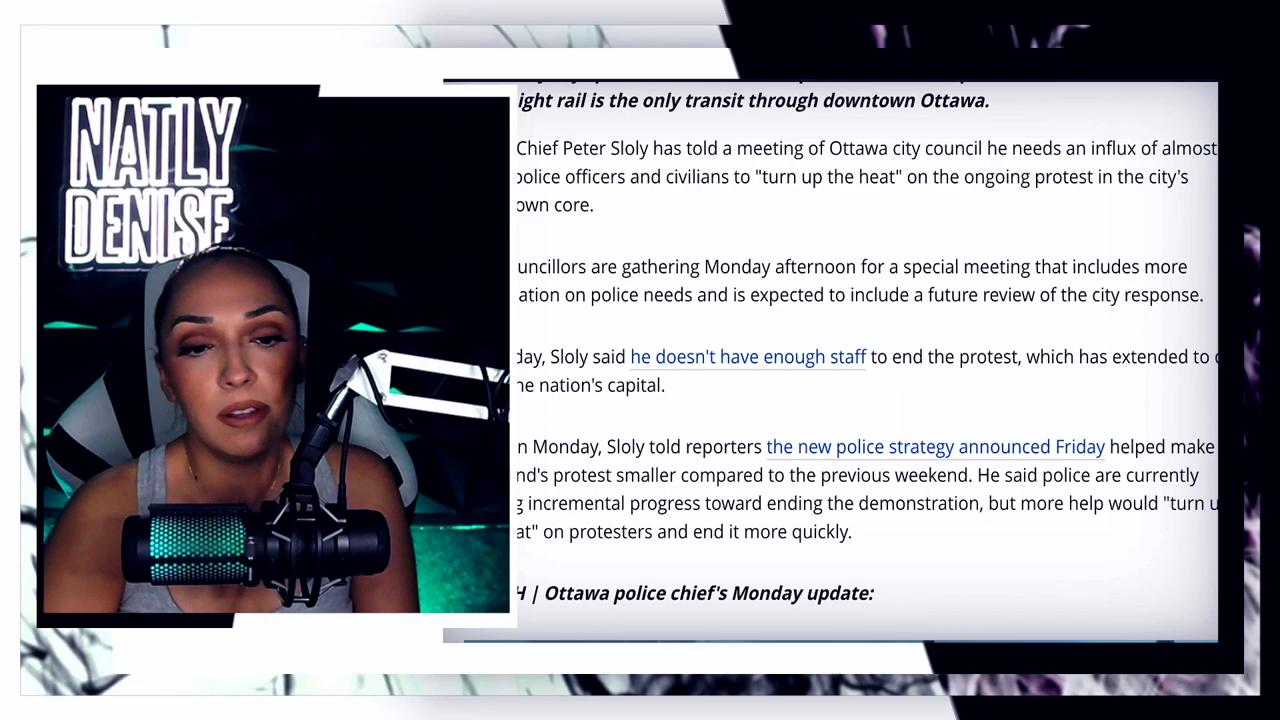 NATLY
DENISE
ight rail is the only transit through downtown Ottawa.
Chief Peter Sloly has told a meeting of Ottawa city council he needs an influx of almost
police officers and civilians to "turn up the heat" on the ongoing protest in the city's
own core.
uncillors are gathering Monday afternoon for a special meeting that includes more
ation on police needs and is expected to include a future review of the city response.
day, Sloly said he doesn't have enough staff to end the protest, which has extended to
he nation's capital.
n Monday, Sloly told reporters the new police strategy announced Friday helped make
nd's protest smaller compared to the previous weekend. He said police are currently
g incremental progress toward ending the demonstration, but more help would "turn u
at" on protesters and end it more quickly.
H | Ottawa police chief's Monday update: